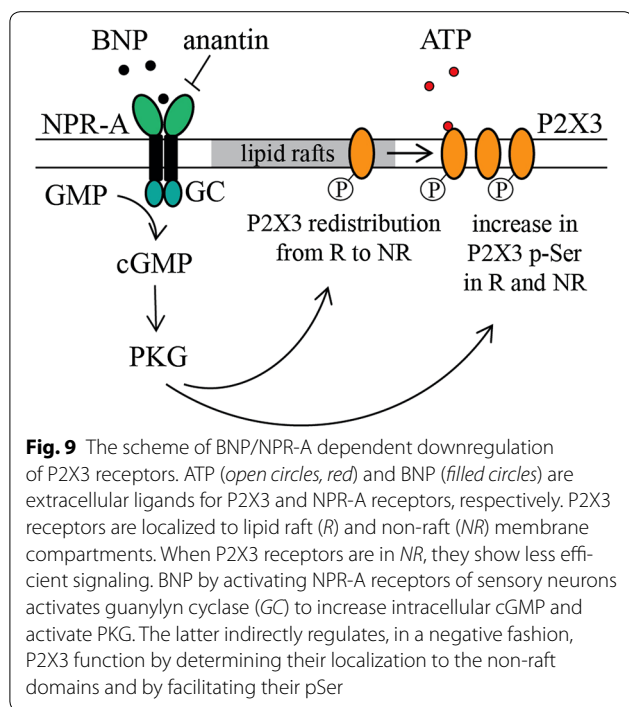 BNP anantin ATP
NPR-A P2X3
lipid rafts
P P P
GMP GC
P2X3 redistribution
from R to NR
increase in
P2X3 p-Ser
in R and NR
cGMP
PKG
Fig. 9 The scheme of BNP/NPR-A dependent downregulation
of P2X3 receptors. ATP (open circles, red) and BNP (filled circles) are
extracellular ligands for P2X3 and NPR-A receptors, respectively. P2X3
receptors are localized to lipid raft (R) and non-raft (NR) membrane
compartments. When P2X3 receptors are in NR, they show less effi-
cient signaling. BNP by activating NPR-A receptors of sensory neurons
activates guanylyn cyclase (GC) to increase intracellular cGMP and
activate PKG. The latter indirectly regulates, in a negative fashion,
P2X3 function by determining their localization to the non-raft
domains and by facilitating their pSer